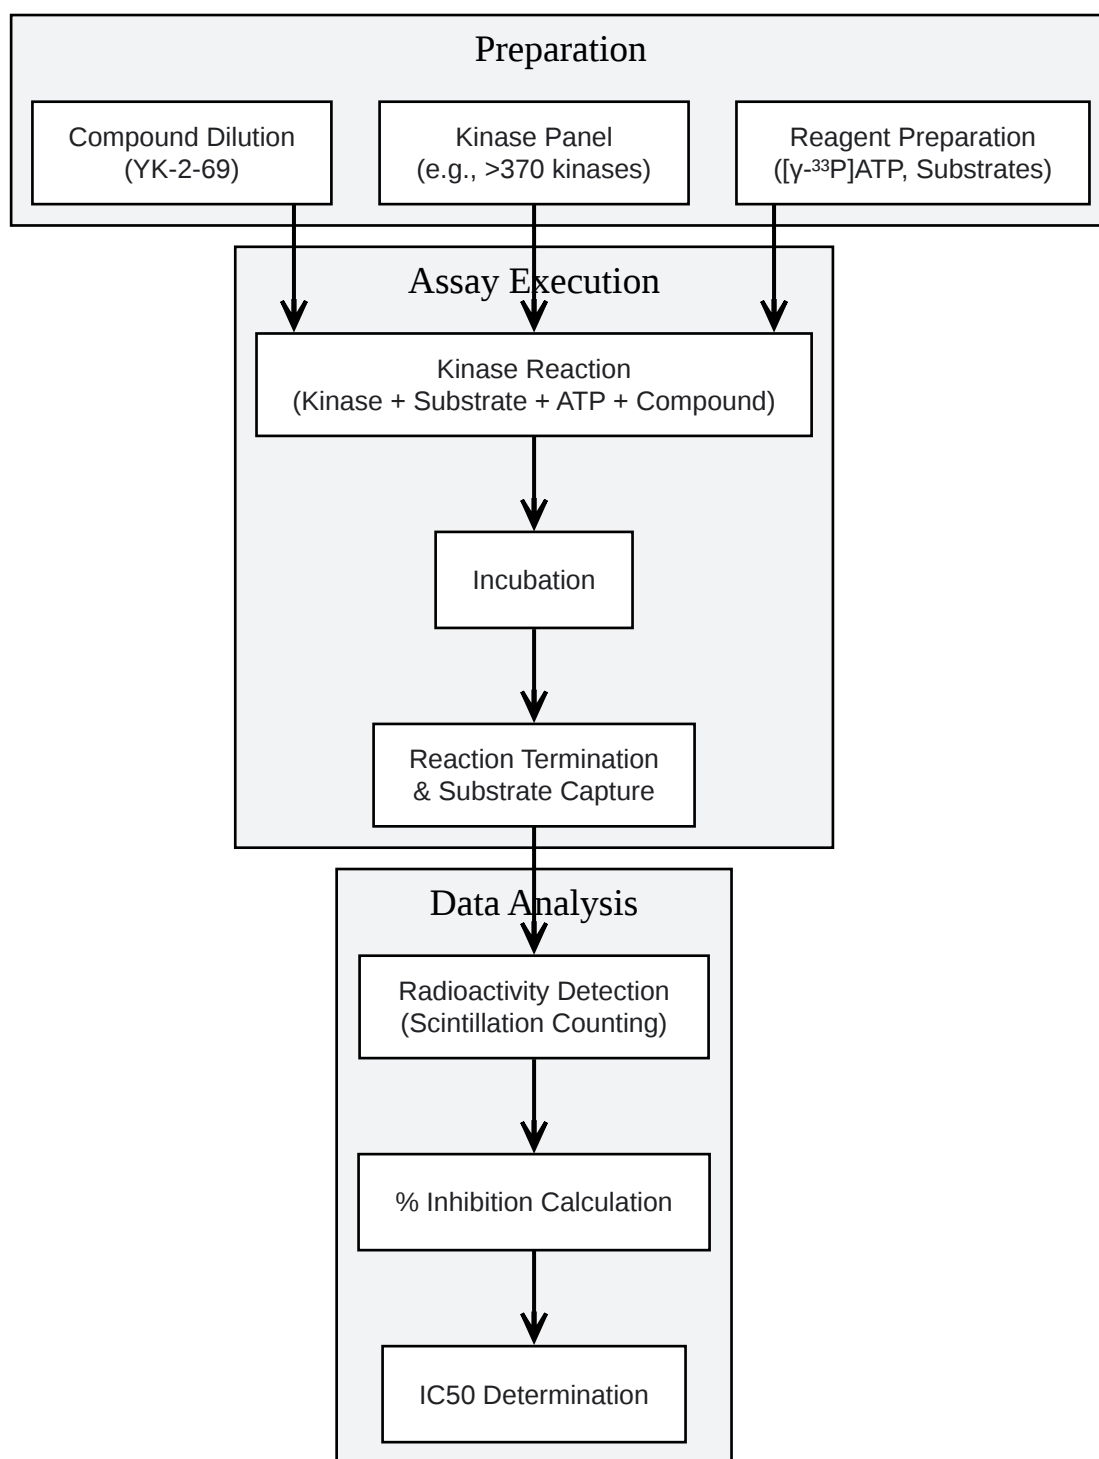 Preparation
Compound Dilution
(YK-2-69)
Kinase Panel
(e.g., >370 kinases)
Reagent Preparation
([γ-³³P]ATP, Substrates)
Assay Execution
Kinase Reaction
(Kinase + Substrate + ATP + Compound)
Incubation
Reaction Termination
& Substrate Capture
Data Analysis
Radioactivity Detection
(Scintillation Counting)
% Inhibition Calculation
IC50 Determination